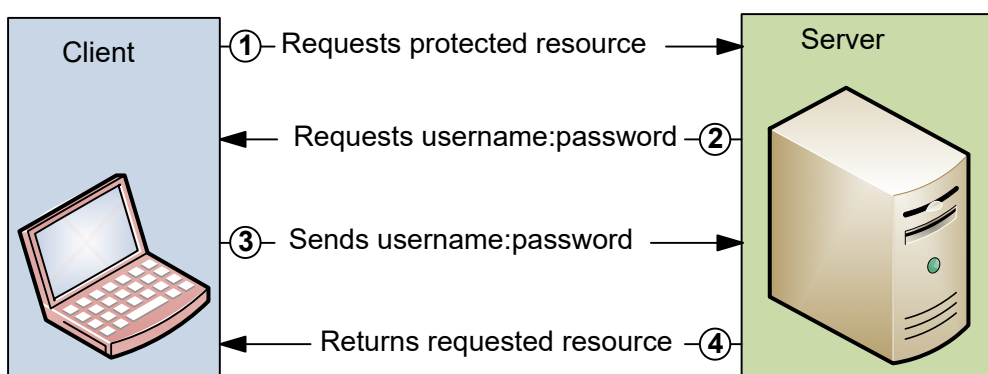 Client
Server
1 Requests protected resource
Requests username:password 2
3 Sends username:password
Returns requested resource 4